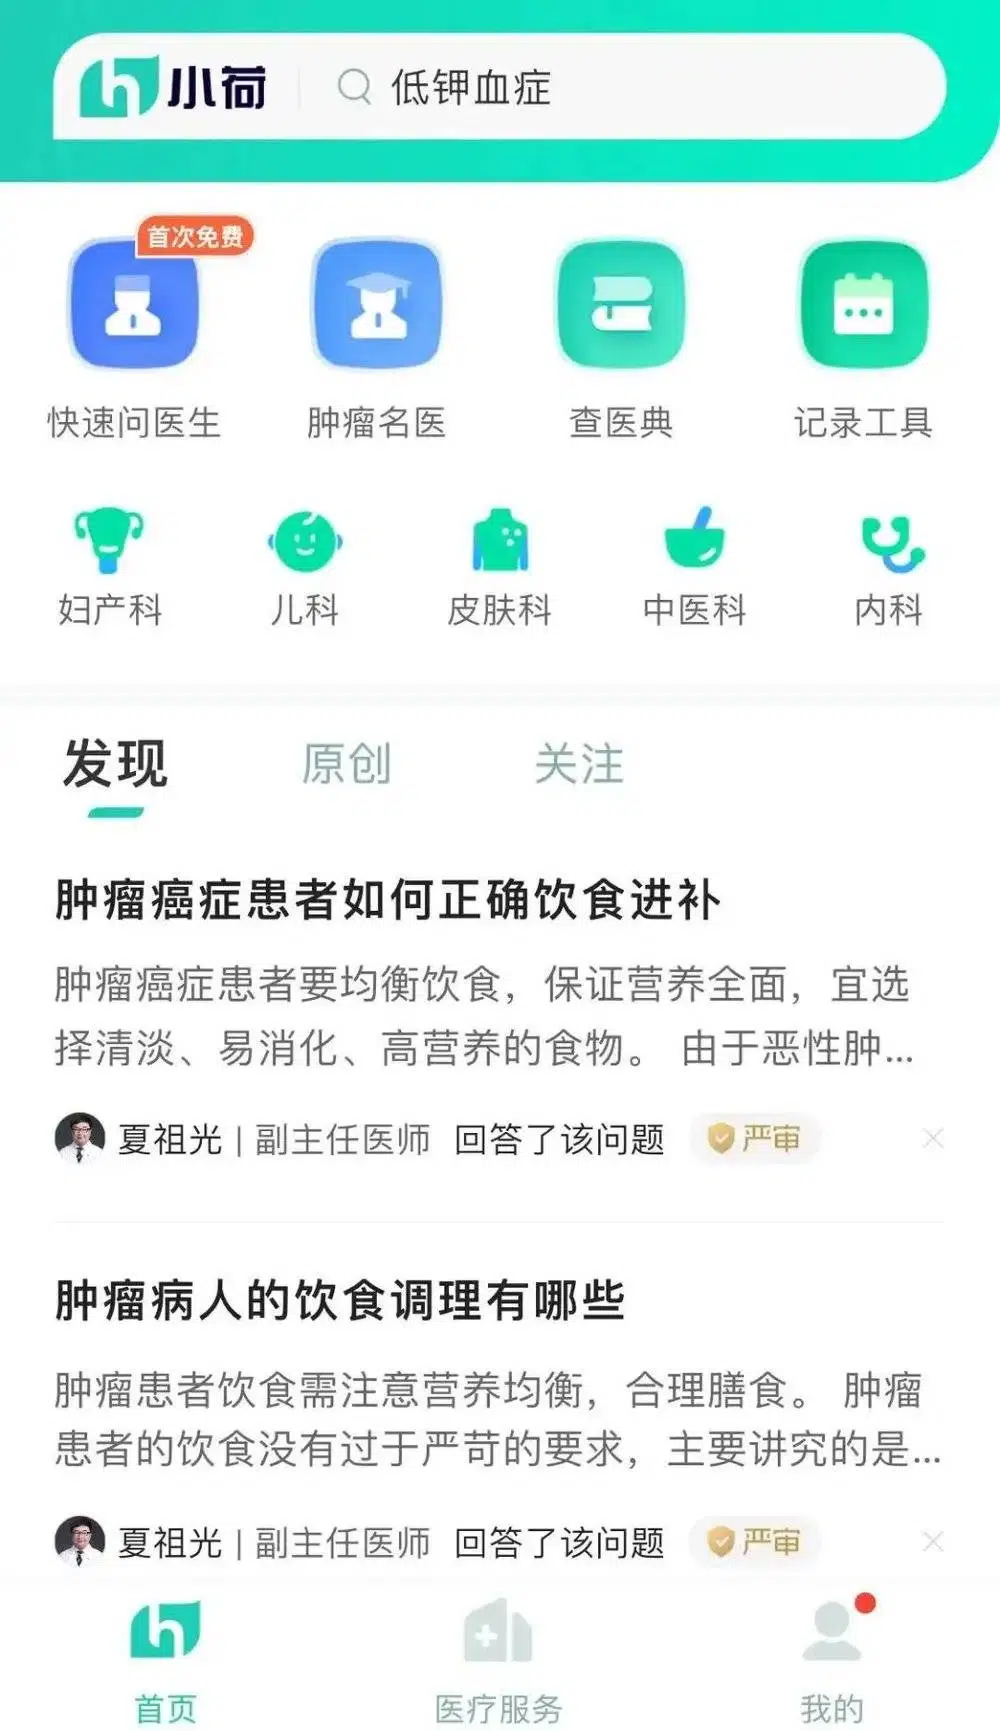 小荷
低钾血症
首次免费
快速问医生
肿瘤名医
查医典
记录工具
妇产科
儿科
皮肤科
中医科
内科
发现
原创
关注
肿瘤癌症患者如何正确饮食进补
肿瘤癌症患者要均衡饮食，保证营养全面，宜选
择清淡、易消化、高营养的食物。 由于恶性肿...
夏祖光 | 副主任医师 回答了该问题 严审
肿瘤病人的饮食调理有哪些
肿瘤患者饮食需注意营养均衡，合理膳食。 肿瘤
患者的饮食没有过于严苛的要求，主要讲究的是...
夏祖光 | 副主任医师 回答了该问题 严审
首页
医疗服务
我的